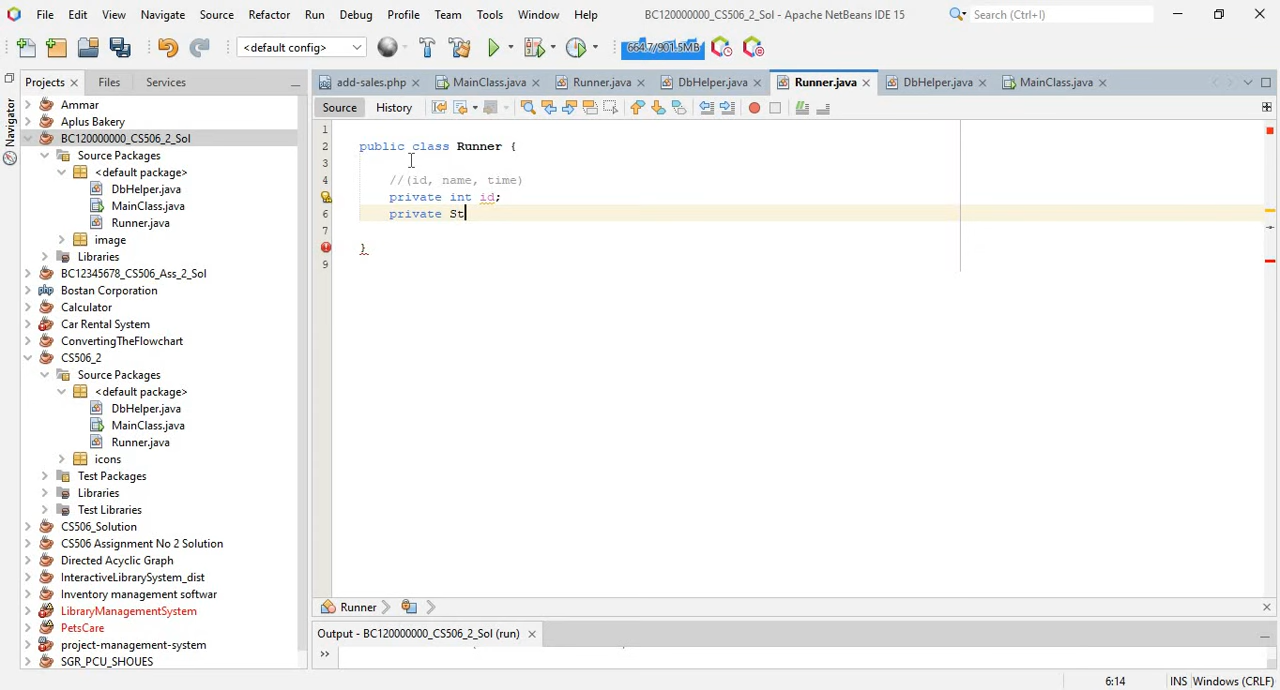 File Edit View Navigate Source Refactor Run Debug Profile Team Tools Window Help BC120000000_CS506_2_Sol - Apache NetBeans IDE 15 Search (Ctrl+I)
<default config> 664.7/901.5MB
Projects Files Services add-sales.php MainClass.java Runner.java DbHelper.java Runner.java DbHelper.java MainClass.java
Navigator
Source History
Ammar
Aplus Bakery
BC120000000_CS506_2_Sol
Source Packages
<default package>
DbHelper.java
MainClass.java
Runner.java
image
Libraries
BC12345678_CS506_Ass_2_Sol
php Bostan Corporation
Calculator
Car Rental System
ConvertingTheFlowchart
CS506_2
Source Packages
<default package>
DbHelper.java
MainClass.java
Runner.java
icons
Test Packages
Libraries
Test Libraries
CS506_Solution
CS506 Assignment No 2 Solution
Directed Acyclic Graph
InteractiveLibrarySystem_dist
Inventory management softwar
LibraryManagementSystem
PetsCare
project-management-system
SGR_PCU_SHOUES
1
2 public class Runner {
3
4 //(id, name, time)
private int id;
6 private St
7
}
9
Runner
Output - BC120000000_CS506_2_Sol (run)
6:14 INS Windows (CRLF)